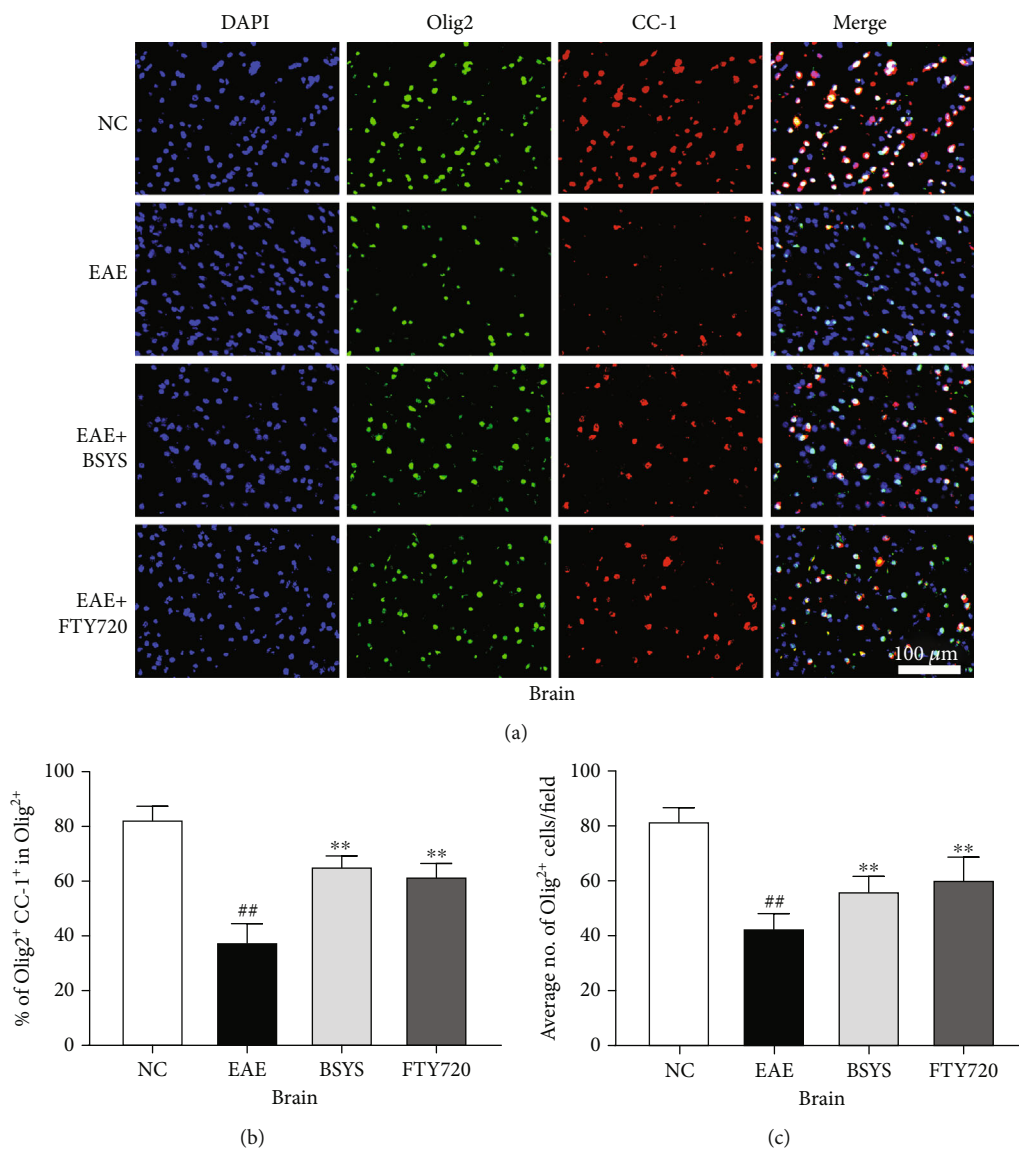 DAPI Olig2 CC-1 Merge
NC
EAE
EAE+
BSYS
EAE+
FTY720
100 μm
Brain
(a)
% of Olig2⁺ CC-1⁺ in Olig²⁺
100
80
60
40
20
0
##
**
**
NC EAE BSYS FTY720
Brain
(b)
Average no. of Olig²⁺ cells/field
100
80
60
40
20
0
##
**
**
NC EAE BSYS FTY720
Brain
(c)